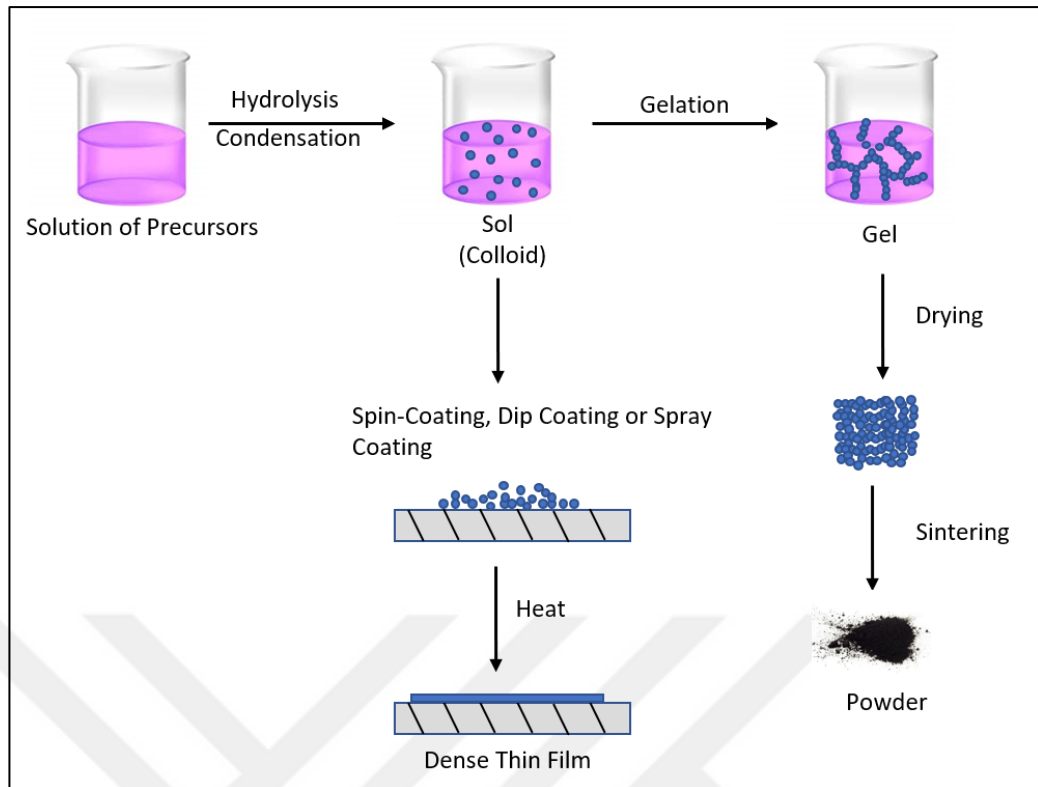 Hydrolysis
Condensation
Gelation
Solution of Precursors
Sol
(Colloid)
Gel
Drying
Spin-Coating, Dip Coating or Spray
Coating
Sintering
Heat
Powder
Dense Thin Film